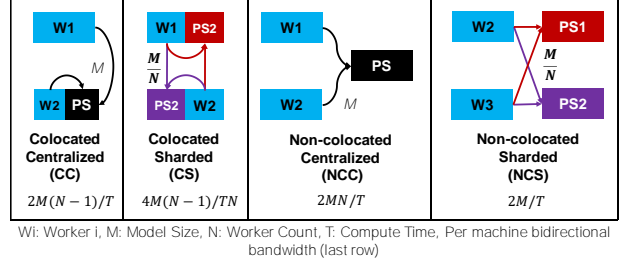 W1
M
W2 PS
Colocated
Centralized
(CC)
2M(N − 1)/T
W1 PS2
M/N
PS2 W2
Colocated
Sharded
(CS)
4M(N − 1)/TN
W1
PS
W2
M
Non-colocated
Centralized
(NCC)
2MN/T
W2 PS1
M/N
W3 PS2
Non-colocated
Sharded
(NCS)
2M/T
Wi: Worker i, M: Model Size, N: Worker Count, T: Compute Time, Per machine bidirectional
bandwidth (last row)